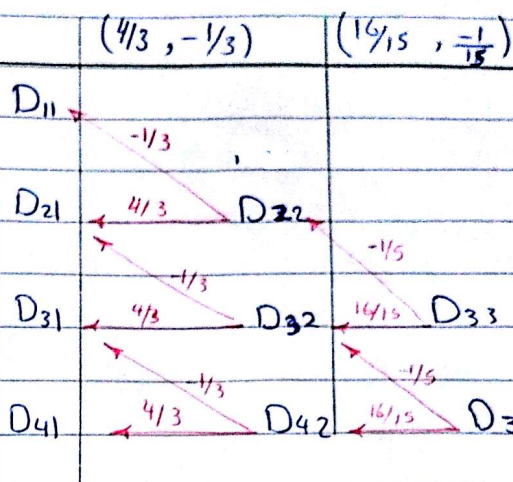 (4/3 , -1/3) (16/15 , -1/15)
D11
-1/3
D21 4/3 D22
-1/3 -1/5
D31 4/3 D32 16/15 D33
-1/3 -1/5
D41 4/3 D42 16/15